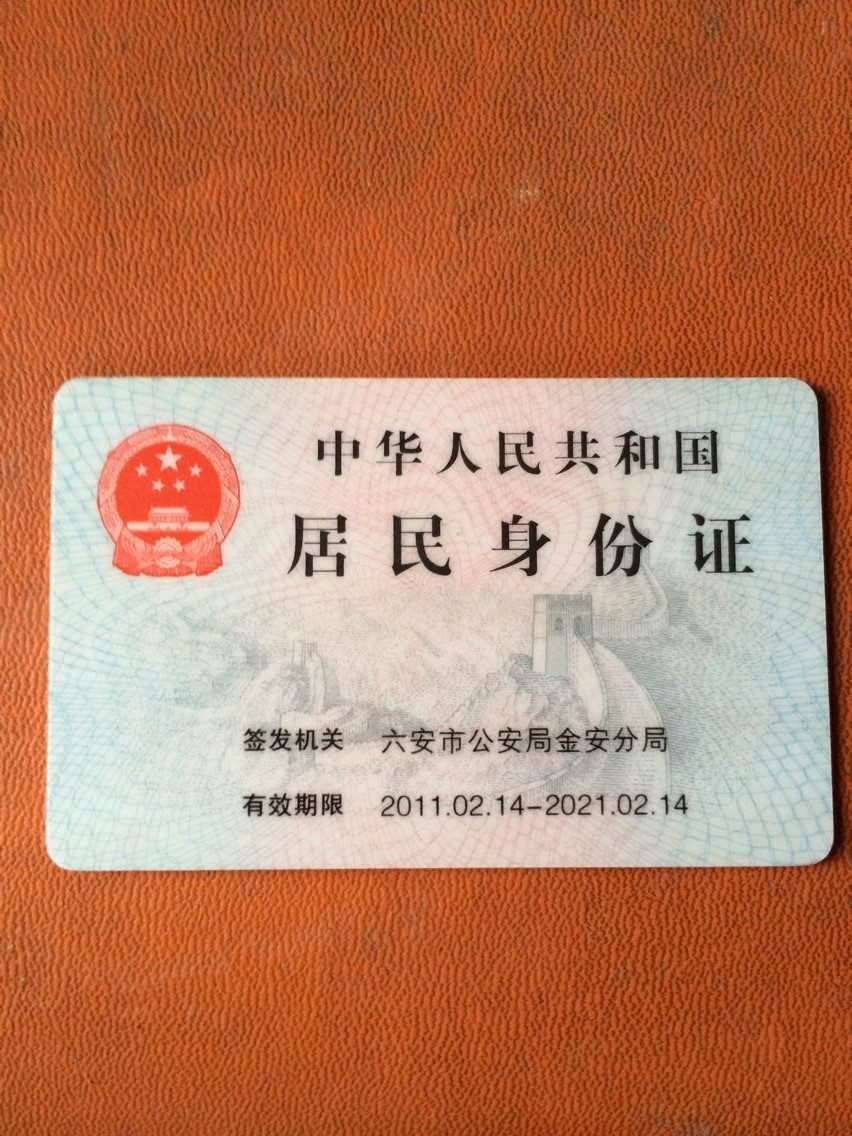 中华人民共和国
居民身份证
签发机关 六安市公安局金安分局
有效期限 2011.02.14-2021.02.14